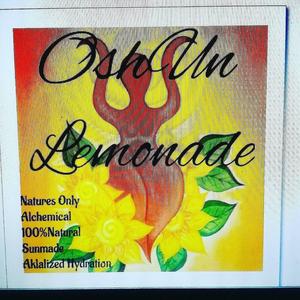 OshUn
Lemonade
Natures Only
Alchemical
100%Natural
Sunmade
Aklalized Hydration